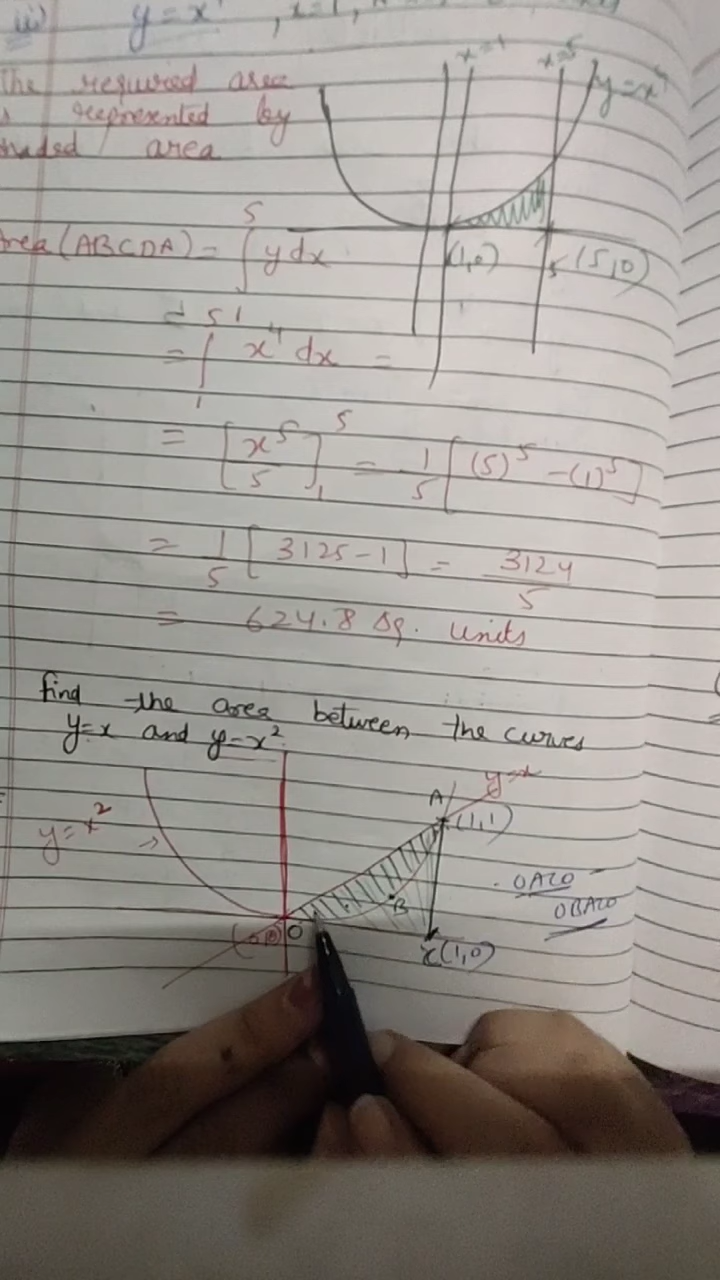 ii) y = x , x=1,
The required area
is represented by
shaded area
x=1
x=5
y=x⁴
(1,0)
5 (5,0)
Area (ABCDA) = ∫₁⁵ y dx
= ∫₁⁵ x⁴ dx =
= [x⁵/5]₁⁵ = 1/5 [(5)⁵ - (1)⁵]
= 1/5 [3125-1] = 3124/5
= 624.8 Sq. units
find the area between the curves
y=x and y=x²
y=x
A
(1,1)
y=x²
OACO
B
OBACO
O
C(1,0)